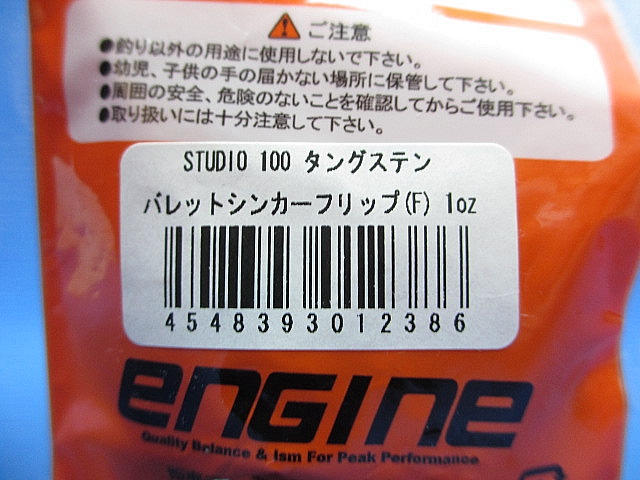 ご注意
●釣り以外の用途に使用しないで下さい。
●幼児、子供の手の届かない場所に保管して下さい。
●周囲の安全、危険のないことを確認してからご使用下さい。
●取り扱いには十分注意して下さい。
STUDIO 100 タングステン
バレットシンカーフリップ(F) 1oz
4548393012386
engine
Quality Belance & Ism For Peak Performance